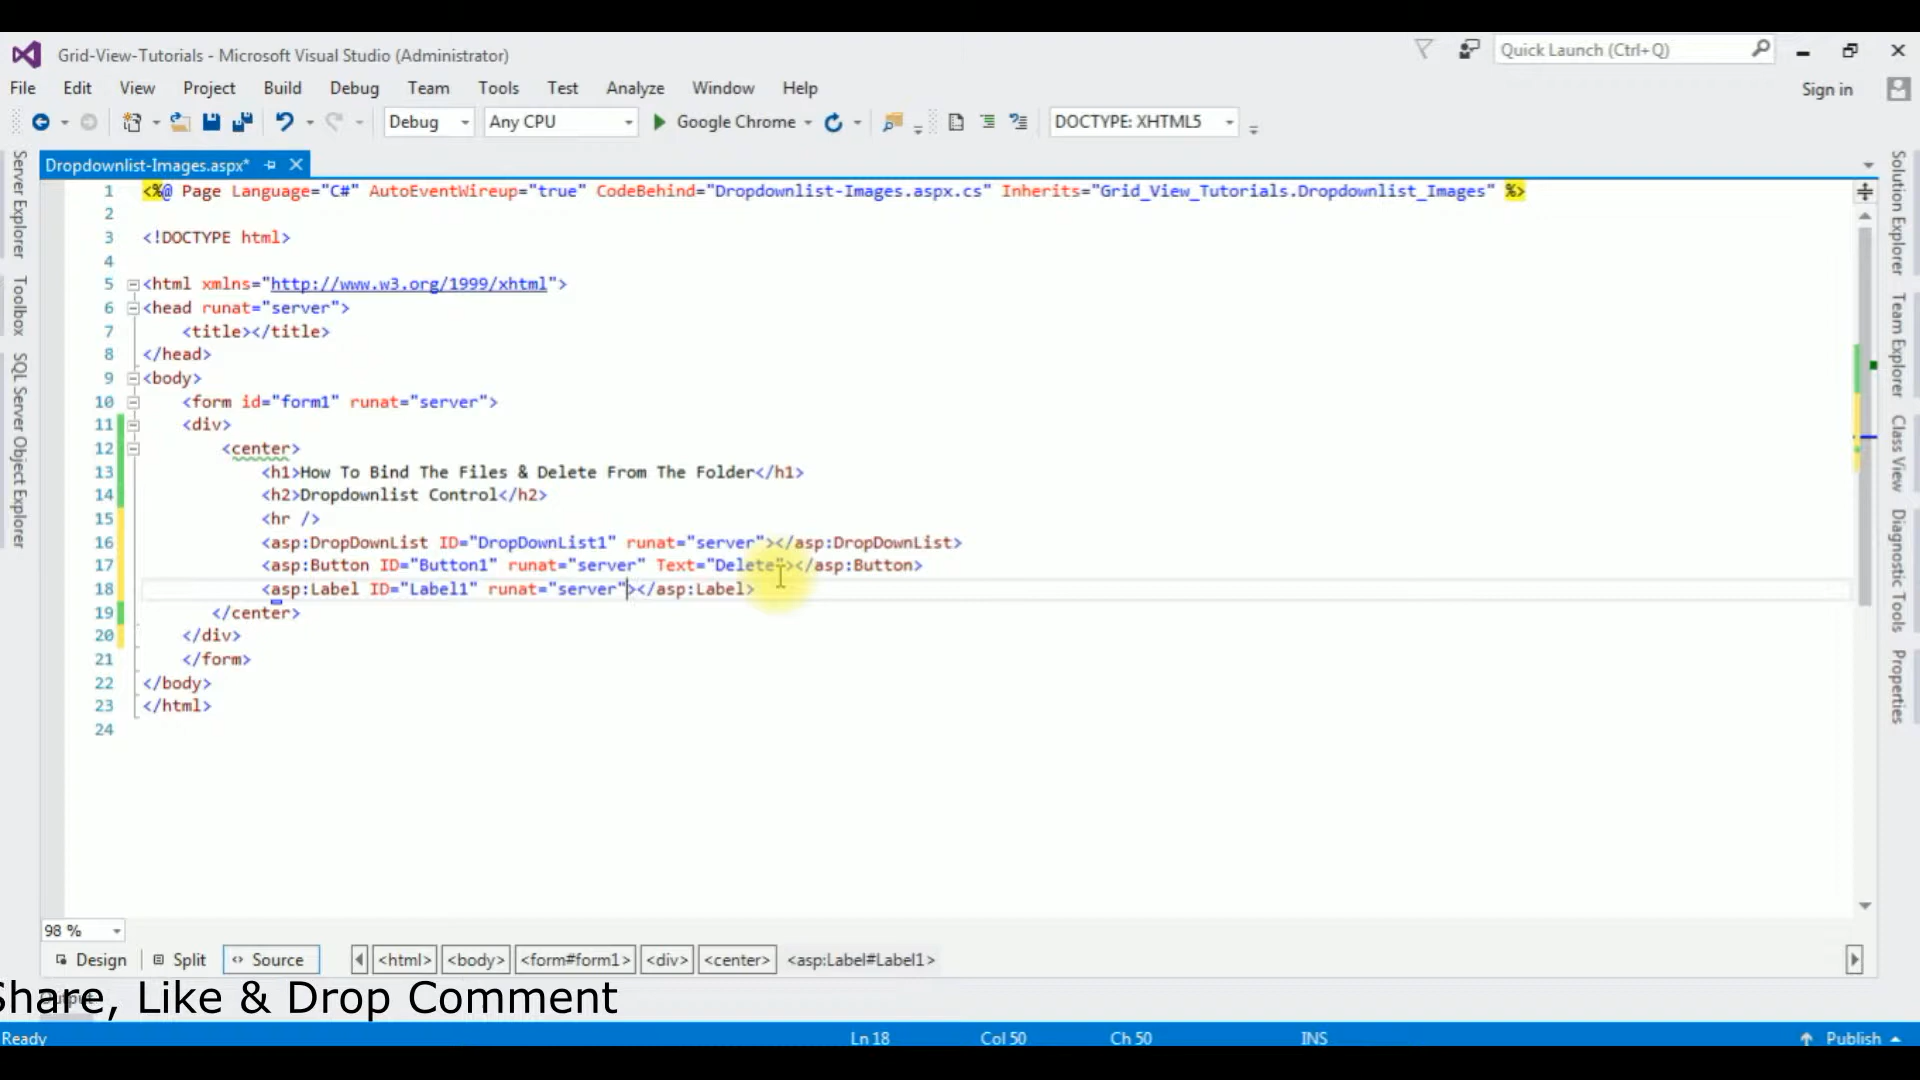 Grid-View-Tutorials - Microsoft Visual Studio (Administrator)
Quick Launch (Ctrl+Q)
File Edit View Project Build Debug Team Tools Test Analyze Window Help
Sign in
Debug Any CPU Google Chrome DOCTYPE: XHTML5
Dropdownlist-Images.aspx*
Server Explorer
Toolbox
SQL Server Object Explorer
1 <%@ Page Language="C#" AutoEventWireup="true" CodeBehind="Dropdownlist-Images.aspx.cs" Inherits="Grid_View_Tutorials.Dropdownlist_Images" %>
2
3 <!DOCTYPE html>
4
5 <html xmlns="http://www.w3.org/1999/xhtml">
6 <head runat="server">
7 <title></title>
8 </head>
9 <body>
10 <form id="form1" runat="server">
11 <div>
12 <center>
13 <h1>How To Bind The Files & Delete From The Folder</h1>
14 <h2>Dropdownlist Control</h2>
15 <hr />
16 <asp:DropDownList ID="DropDownList1" runat="server"></asp:DropDownList>
17 <asp:Button ID="Button1" runat="server" Text="Delete"></asp:Button>
18 <asp:Label ID="Label1" runat="server"></asp:Label>
19 </center>
20 </div>
21 </form>
22 </body>
23 </html>
24
Solution Explorer
Team Explorer
Class View
Diagnostic Tools
Properties
98 %
Design Split Source <html> <body> <form#form1> <div> <center> <asp:Label#Label1>
Share, Like & Drop Comment
Ready Ln 18 Col 50 Ch 50 INS Publish